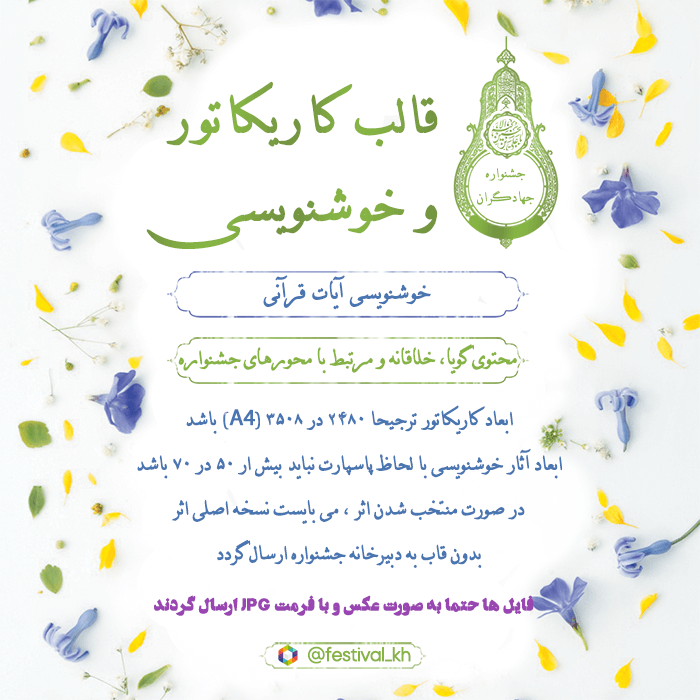 قالب کاریکاتور
و خوشنویسی
جشنواره
جهادگران
خوشنویسی آیات قرآنی
محتوی گویا، خلاقانه و مرتبط با محورهای جشنواره
ابعاد کاریکاتور ترجیحا ۲۴۸۰ در ۳۵۰۸ (A4) باشد
ابعاد آثار خوشنویسی با لحاظ پاسپارت نباید بیش ار ۵۰ در ۷۰ باشد
در صورت منتخب شدن اثر ، می بایست نسخه اصلی اثر
بدون قاب به دبیرخانه جشنواره ارسال گردد
فایل ها حتما به صورت عکس و با فرمت JPG ارسال گردند
@festival_kh